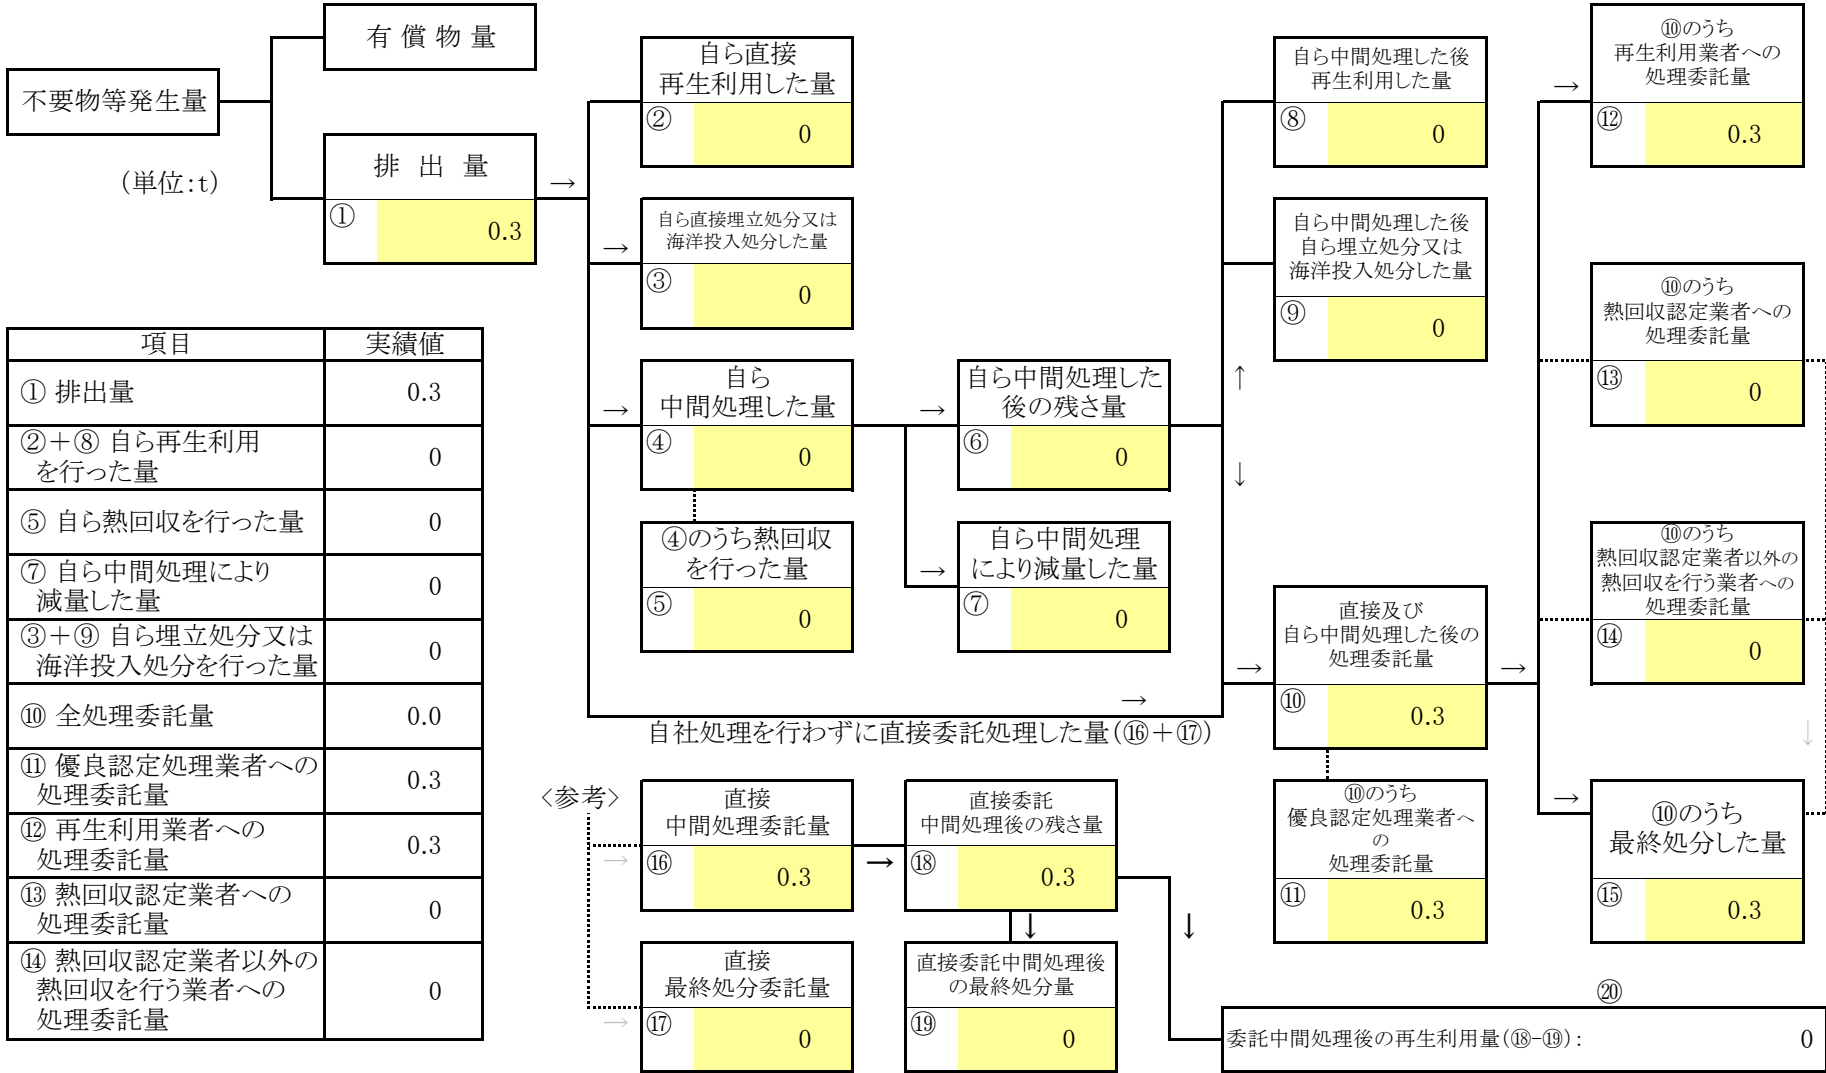 不要物等発生量
有 償 物 量
(単位:t)
排 出 量
①
0.3
→
自ら直接
再生利用した量
②
0
→
自ら直接埋立処分又は
海洋投入処分した量
③
0
→
自ら
中間処理した量
④
0
④のうち熱回収
を行った量
⑤
0
→
自ら中間処理した
後の残さ量
⑥
0
→
自ら中間処理
により減量した量
⑦
0
→
自社処理を行わずに直接委託処理した量(⑯+⑰)
↑
↓
自ら中間処理した後
再生利用した量
⑧
0
自ら中間処理した後
自ら埋立処分又は
海洋投入処分した量
⑨
0
→
直接及び
自ら中間処理した後の
処理委託量
⑩
0.3
⑩のうち
優良認定処理業者へ
の
処理委託量
⑪
0.3
→
→
⑩のうち
再生利用業者への
処理委託量
⑫
0.3
⑩のうち
熱回収認定業者への
処理委託量
⑬
0
⑩のうち
熱回収認定業者以外の
熱回収を行う業者への
処理委託量
⑭
0
↓
→
⑩のうち
最終処分した量
⑮
0.3
項目 実績値
① 排出量 0.3
②+⑧ 自ら再生利用
を行った量 0
⑤ 自ら熱回収を行った量 0
⑦ 自ら中間処理により
減量した量 0
③+⑨ 自ら埋立処分又は
海洋投入処分を行った量 0
⑩ 全処理委託量 0.0
⑪ 優良認定処理業者への
処理委託量 0.3
⑫ 再生利用業者への
処理委託量 0.3
⑬ 熱回収認定業者への
処理委託量 0
⑭ 熱回収認定業者以外の
熱回収を行う業者への
処理委託量 0
〈参考〉
→
直接
中間処理委託量
⑯
0.3
→
直接委託
中間処理後の残さ量
⑱
0.3
↓
↓
→
直接
最終処分委託量
⑰
0
直接委託中間処理後
の最終処分量
⑲
0
⑳
委託中間処理後の再生利用量(⑱-⑲): 0